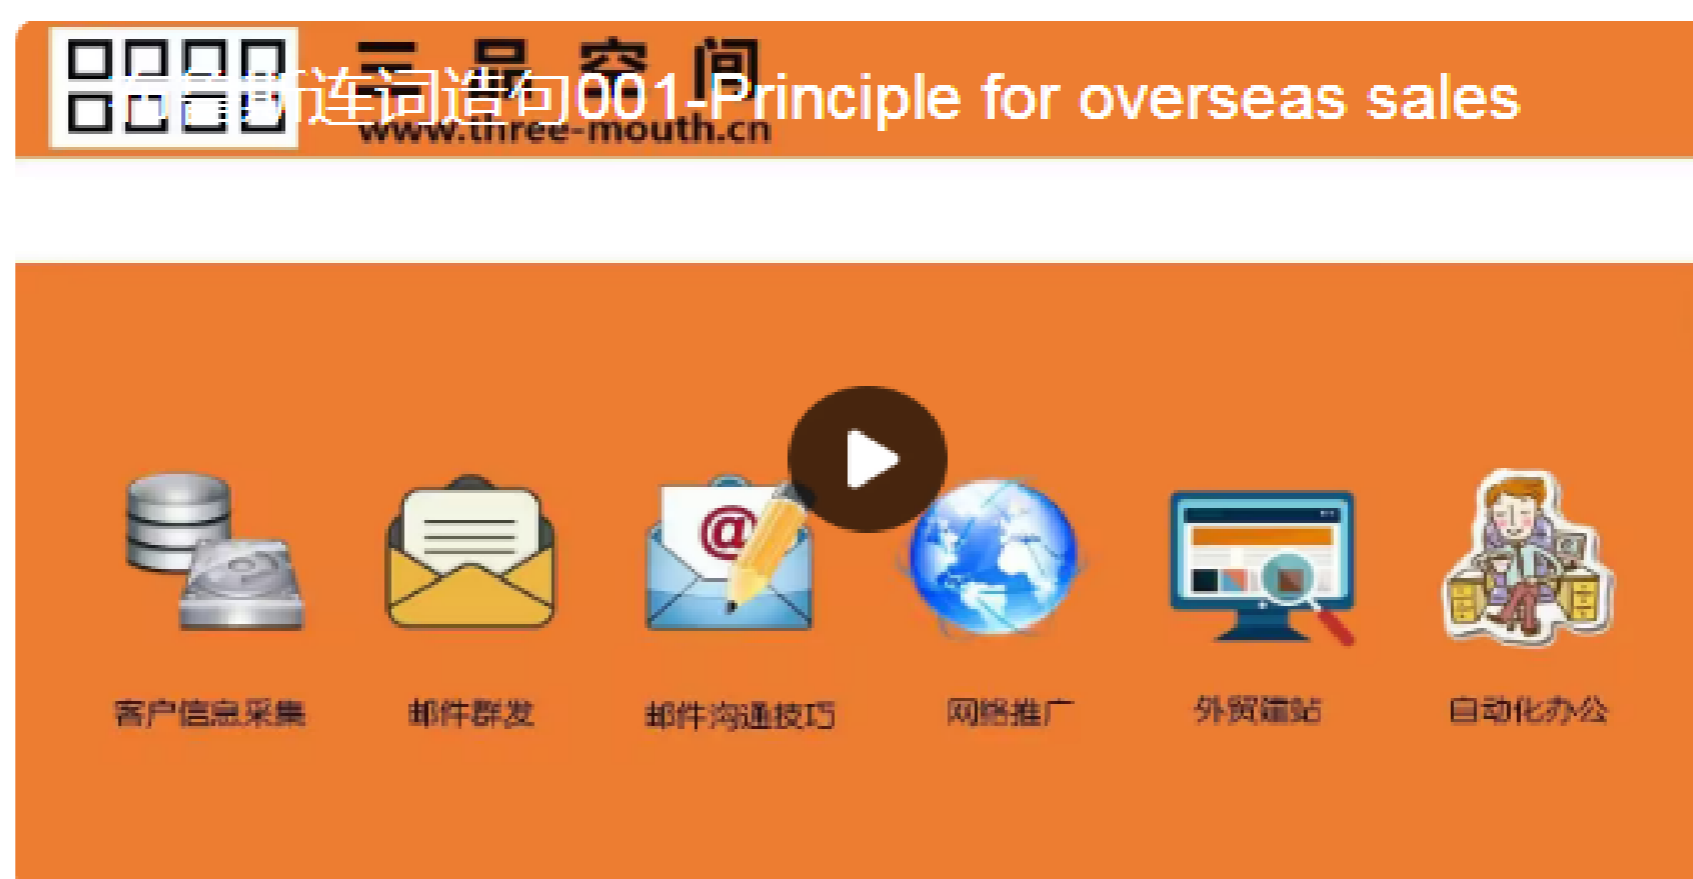 三品空间
连词造句001-Principle for overseas sales
www.three-mouth.cn
@
客户信息采集
邮件群发
邮件沟通技巧
网络推广
外贸建站
自动化办公